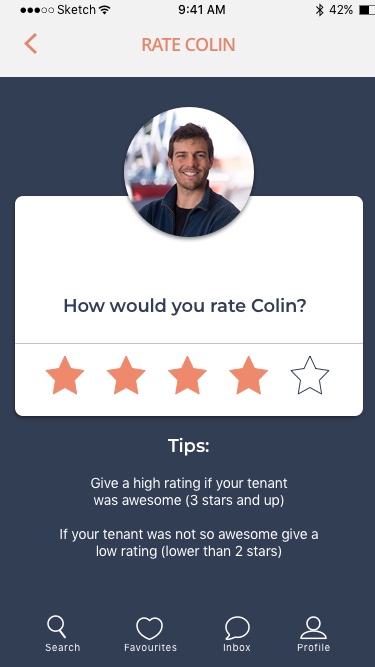 Sketch 9:41 AM 42%
RATE COLIN
How would you rate Colin?
Tips:
Give a high rating if your tenant
was awesome (3 stars and up)
If your tenant was not so awesome give a
low rating (lower than 2 stars)
Search Favourites Inbox Profile